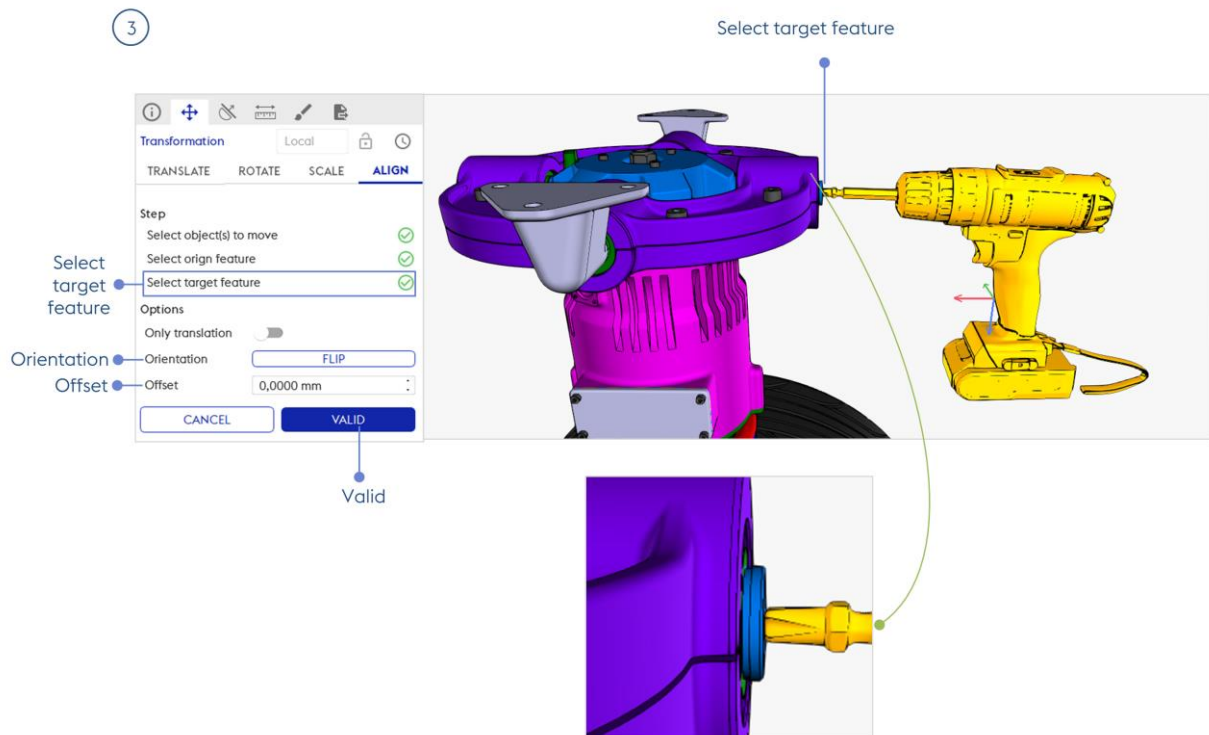 3
Select target feature
Transformation
Local
TRANSLATE ROTATE SCALE ALIGN
Step
Select object(s) to move
Select orign feature
Select target feature
Select
target
feature
Options
Only translation
Orientation
Orientation FLIP
Offset
Offset 0,0000 mm
CANCEL VALID
Valid